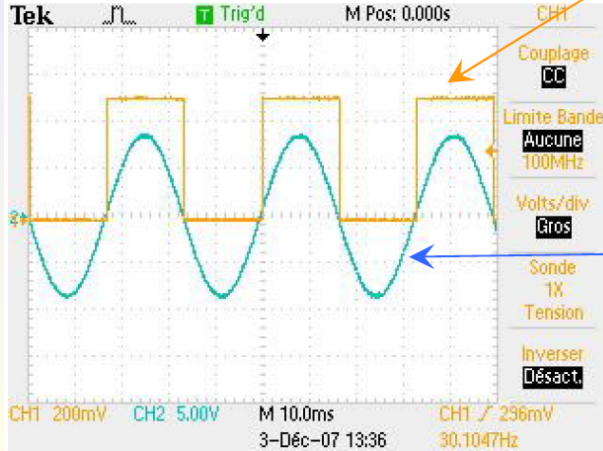 Tek T Trig'd M Pos: 0.000s CH1
Couplage
CC
Limite Bande
Aucune
100MHz
Volts/div
Gros
2
Sonde
1X
Tension
Inverser
Désact.
CH1 200mV CH2 5.00V M 10.0ms CH1 296mV
3-Déc-07 13:36 30.1047Hz